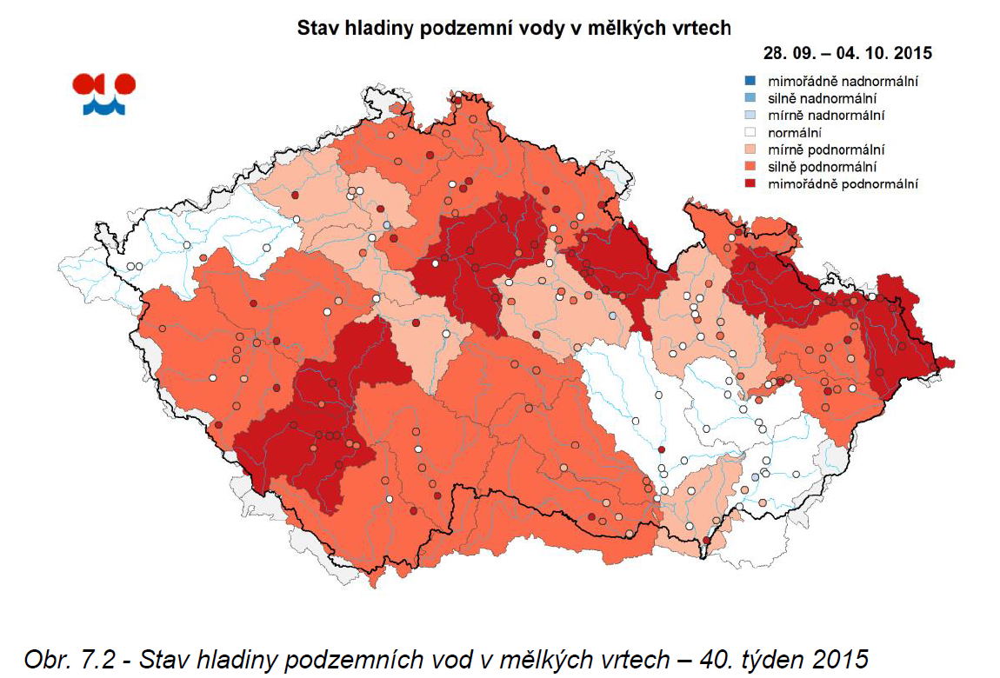 Stav hladiny podzemní vody v mělkých vrtech
28. 09. – 04. 10. 2015
mimořádně nadnormální
silně nadnormální
mírně nadnormální
normální
mírně podnormální
silně podnormální
mimořádně podnormální
Obr. 7.2 - Stav hladiny podzemních vod v mělkých vrtech – 40. týden 2015